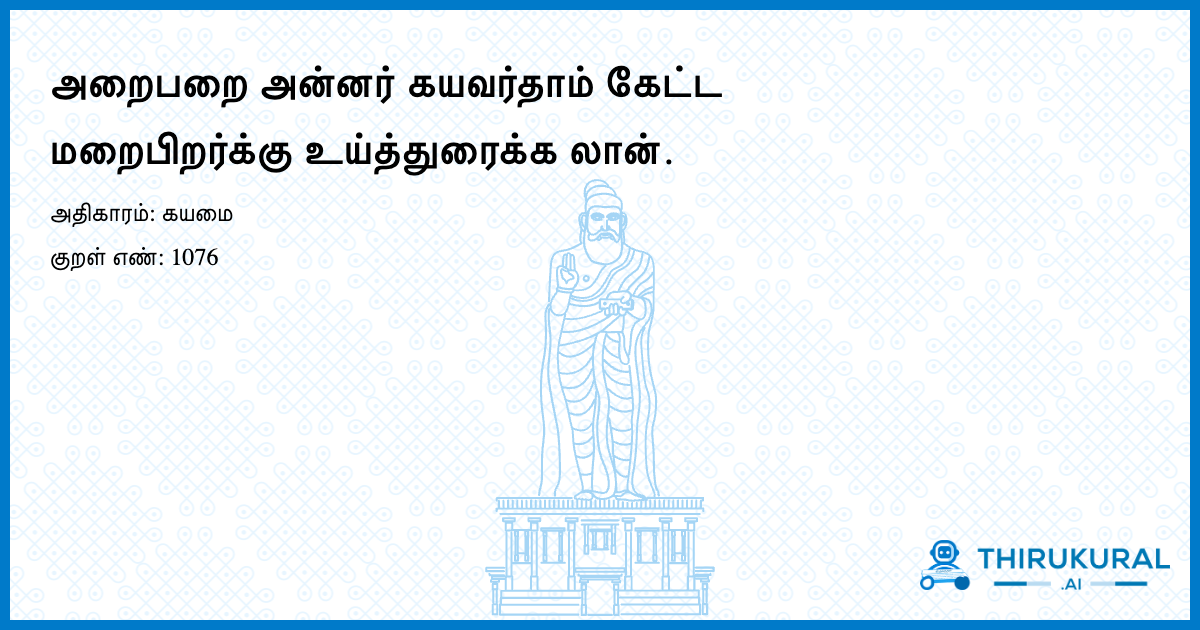 அறைபறை அன்னர் கயவர்தாம் கேட்ட
மறைபிறர்க்கு உய்த்துரைக்க லான்.
அதிகாரம்: கயமை
குறள் எண்: 1076
THIRUKURAL
.AI